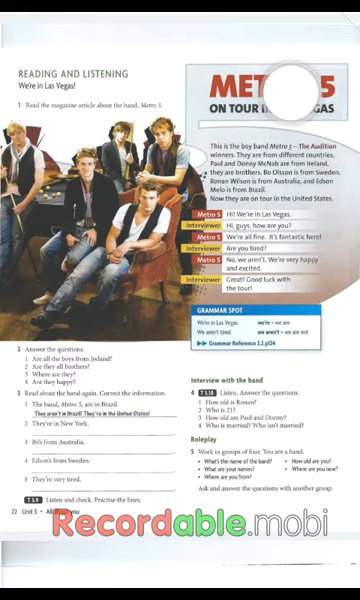 READING AND LISTENING
We're in Las Vegas!
1 Read the magazine article about the band, Metro 5.
METRO 5
ON TOUR IN VEGAS
This is the boy band Metro 5 – The Audition
winners. They are from different countries.
Paul and Donny McNab are from Ireland,
they are brothers. Bo Olsson is from Sweden.
Ronan Wilson is from Australia, and Edson
Melo is from Brazil.
Now they are on tour in the United States.
Metro 5 Hi! We're in Las Vegas.
Interviewer Hi, guys, how are you?
Metro 5 We're all fine. It's fantastic here!
Interviewer Are you tired?
Metro 5 No, we aren't. We're very happy
and excited.
Interviewer Great! Good luck with
the tour!
GRAMMAR SPOT
We're in Las Vegas. we're = we are
We aren't tired. we aren't = we are not
▶▶ Grammar Reference 3.2 p134
2 Answer the questions.
1 Are all the boys from Ireland?
2 Are they all brothers?
3 Where are they?
4 Are they happy?
3 Read about the band again. Correct the information.
1 The band, Metro 5, are in Brazil.
They aren't in Brazil! They're in the United States!
2 They're in New York.
3 Bo's from Australia.
4 Edson's from Sweden.
5 They're very tired.
T 3.9 Listen and check. Practise the lines.
Interview with the band
4 T 3.10 Listen. Answer the questions.
1 How old is Ronan?
2 Who is 21?
3 How old are Paul and Donny?
4 Who is married? Who isn't married?
Roleplay
5 Work in groups of four. You are a band.
• What's the name of the band? • How old are you?
• What are your names? • Where are you now?
• Where are you from?
Ask and answer the questions with another group.
22 Unit 3 • All about you
Recordable.mobi